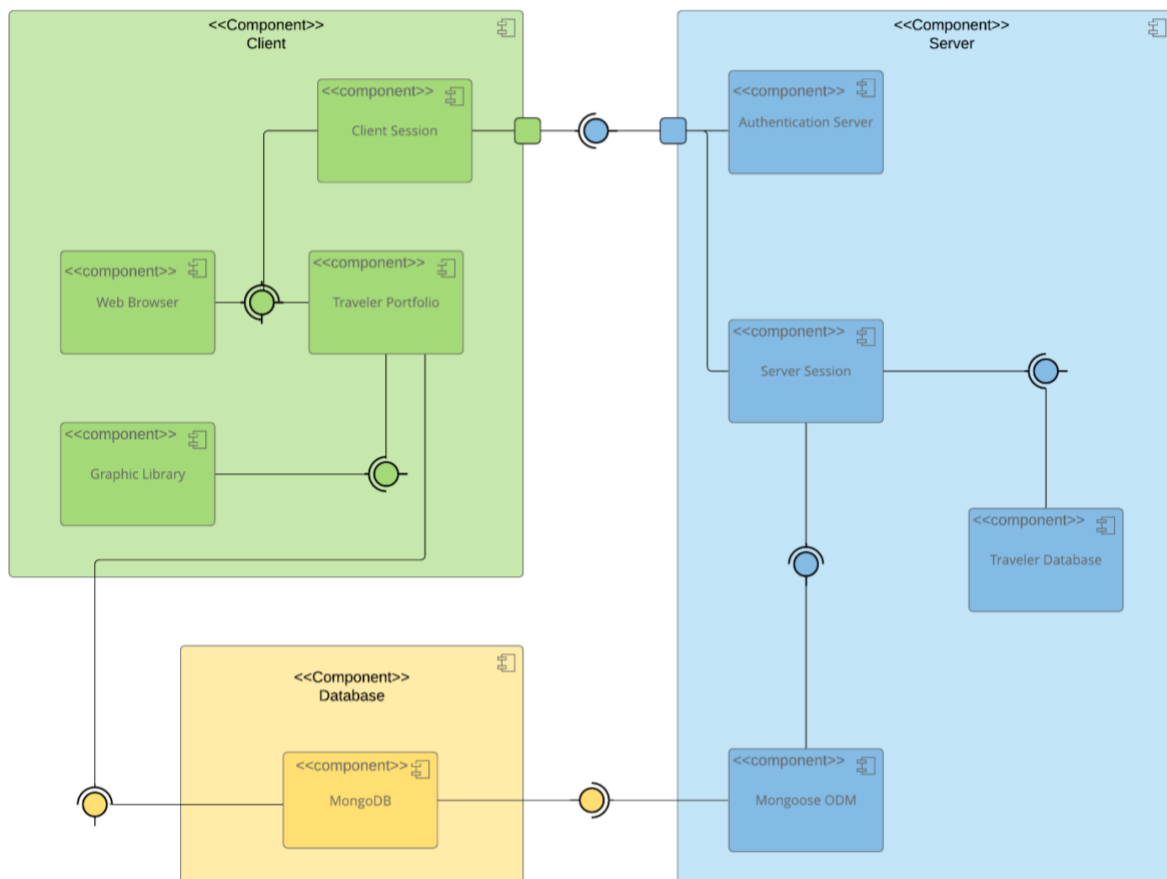 <<Component>>
Client
<<component>>
Client Session
<<component>>
Web Browser
<<component>>
Traveler Portfolio
<<component>>
Graphic Library
<<Component>>
Server
<<component>>
Authentication Server
<<component>>
Server Session
<<component>>
Traveler Database
<<Component>>
Database
<<component>>
MongoDB
<<component>>
Mongoose ODM